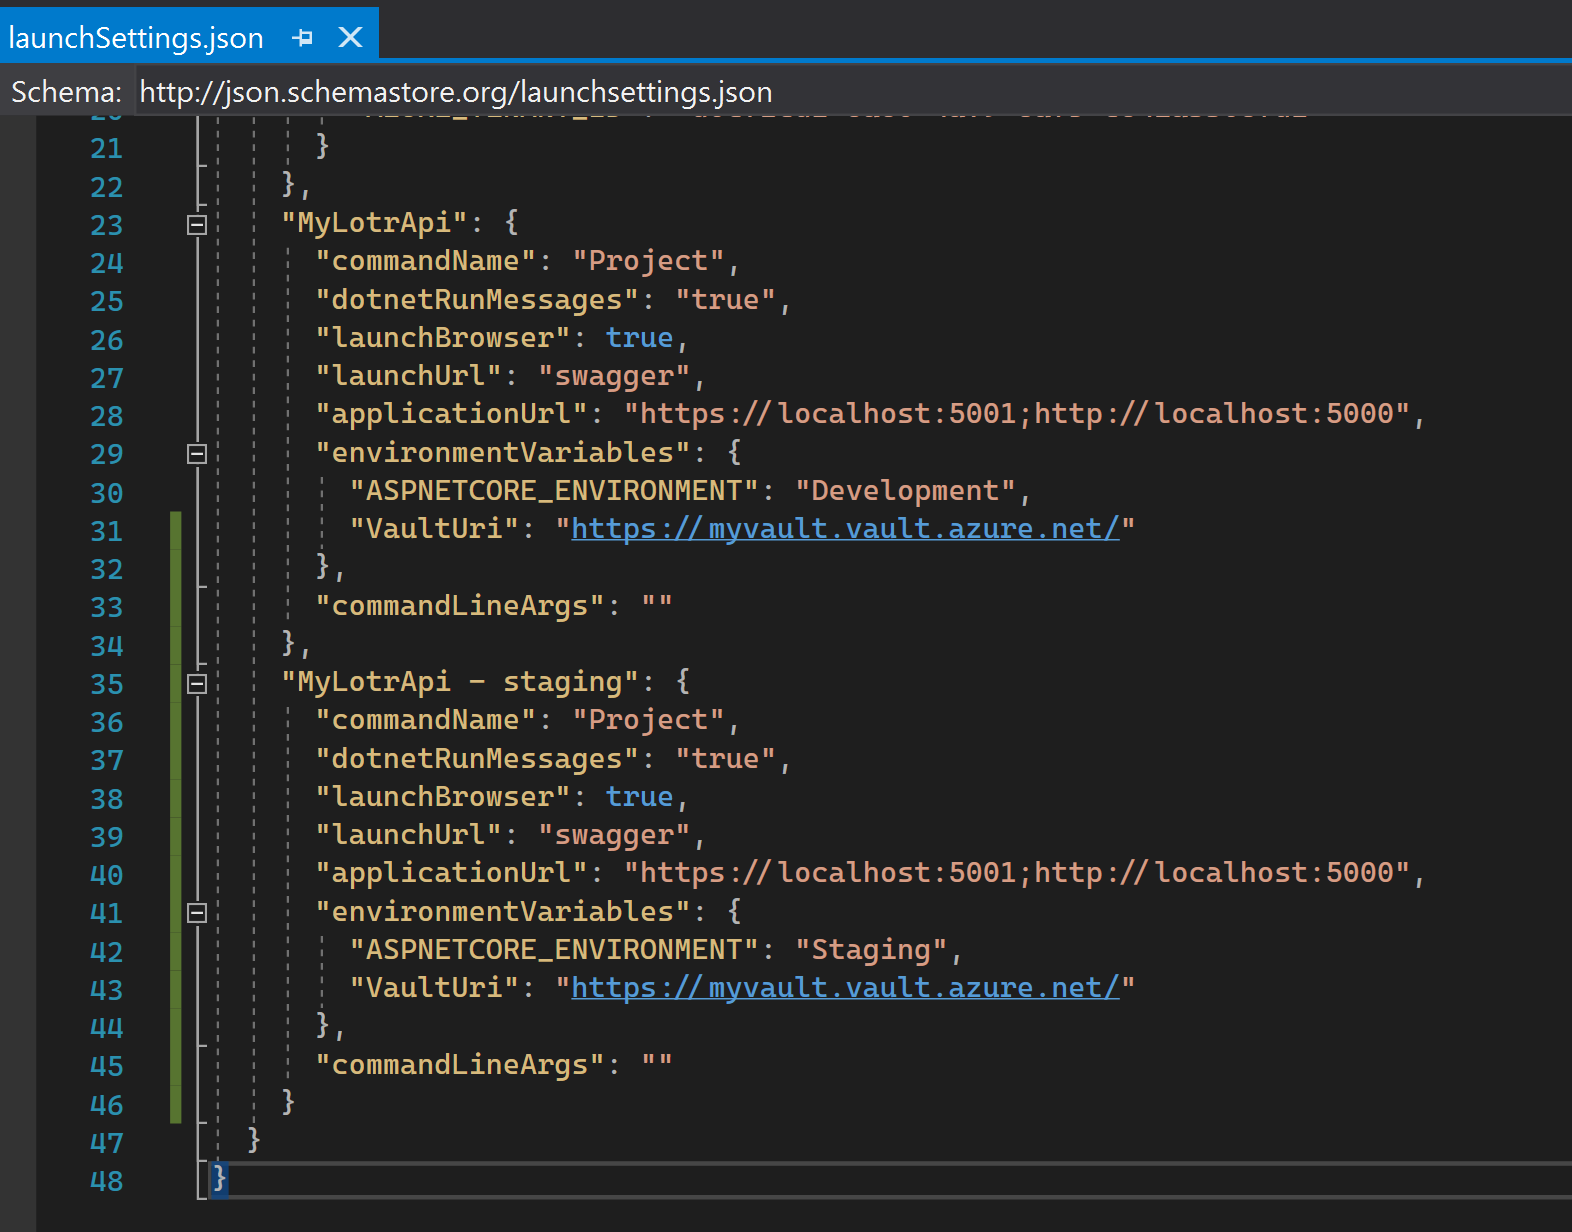 launchSettings.json
Schema: http://json.schemastore.org/launchsettings.json
21 }
22 },
23 "MyLotrApi": {
24 "commandName": "Project",
25 "dotnetRunMessages": "true",
26 "launchBrowser": true,
27 "launchUrl": "swagger",
28 "applicationUrl": "https://localhost:5001;http://localhost:5000",
29 "environmentVariables": {
30 "ASPNETCORE_ENVIRONMENT": "Development",
31 "VaultUri": "https://myvault.vault.azure.net/"
32 },
33 "commandLineArgs": ""
34 },
35 "MyLotrApi - staging": {
36 "commandName": "Project",
37 "dotnetRunMessages": "true",
38 "launchBrowser": true,
39 "launchUrl": "swagger",
40 "applicationUrl": "https://localhost:5001;http://localhost:5000",
41 "environmentVariables": {
42 "ASPNETCORE_ENVIRONMENT": "Staging",
43 "VaultUri": "https://myvault.vault.azure.net/"
44 },
45 "commandLineArgs": ""
46 }
47 }
48 }